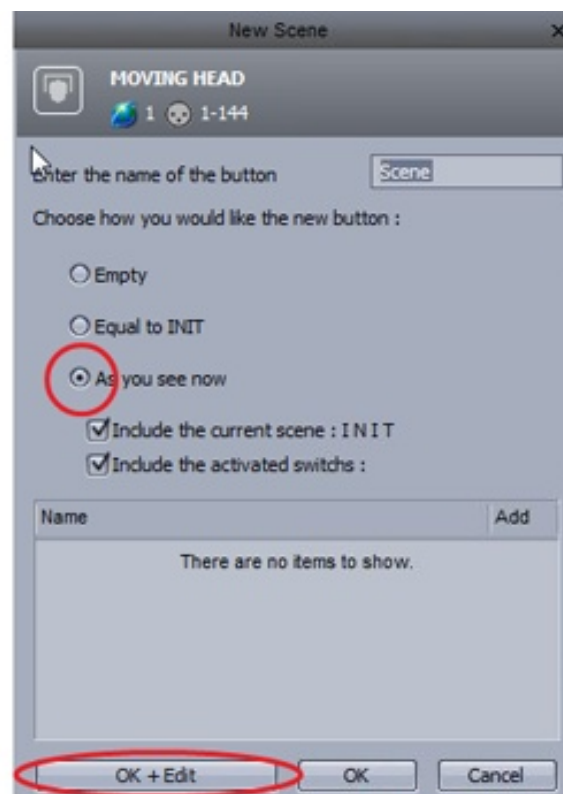 New Scene
MOVING HEAD
1 1-144
Enter the name of the button Scene
Choose how you would like the new button :
Empty
Equal to INIT
As you see now
Include the current scene : I N I T
Include the activated switchs :
Name Add
There are no items to show.
OK + Edit OK Cancel